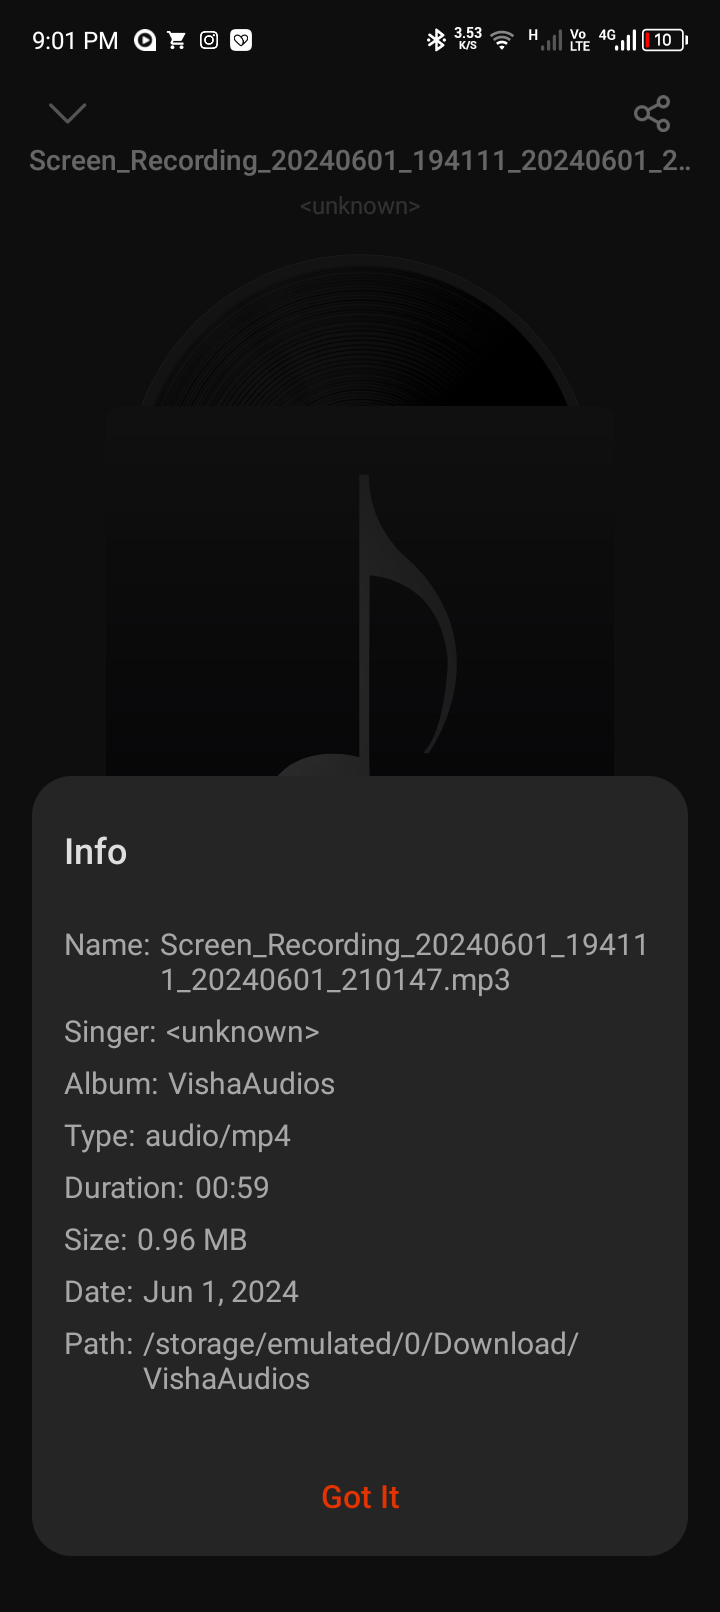 9:01 PM 3.53 K/S H Vo LTE 4G 10
Screen_Recording_20240601_194111_20240601_2..
<unknown>
Info
Name: Screen_Recording_20240601_19411
1_20240601_210147.mp3
Singer: <unknown>
Album: VishaAudios
Type: audio/mp4
Duration: 00:59
Size: 0.96 MB
Date: Jun 1, 2024
Path: /storage/emulated/0/Download/
VishaAudios
Got It